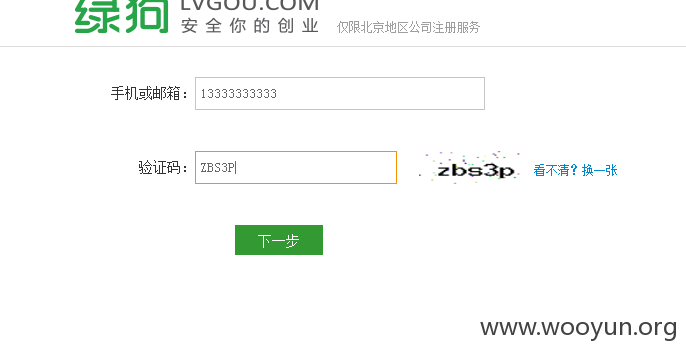 绿狗 LVGOU.COM
安全你的创业 仅限北京地区公司注册服务
手机或邮箱： 13333333333
验证码： ZBS3P zbs3p 看不清？换一张
下一步
www.wooyun.org